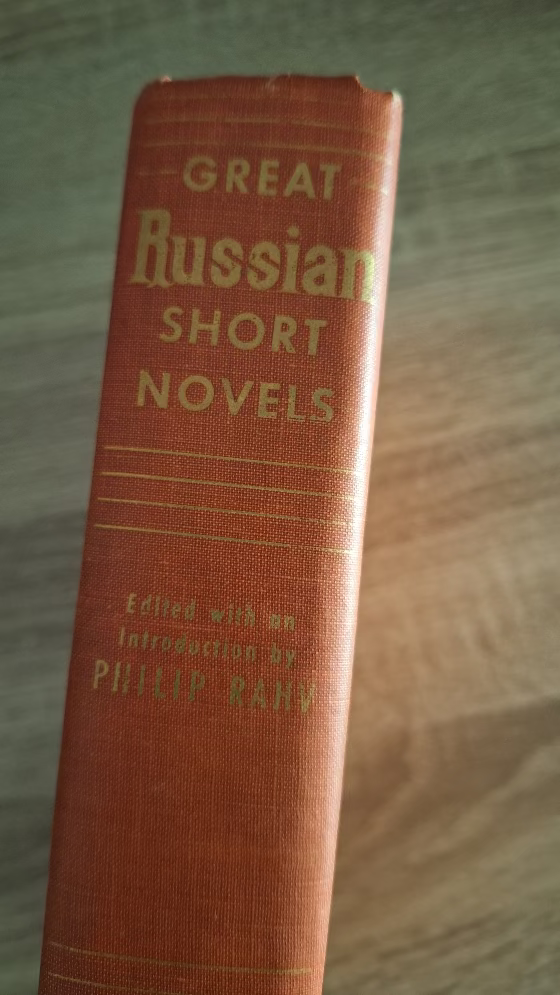 GREAT
Russian
SHORT
NOVELS
Edited with an
Introduction by
PHILIP RAHV